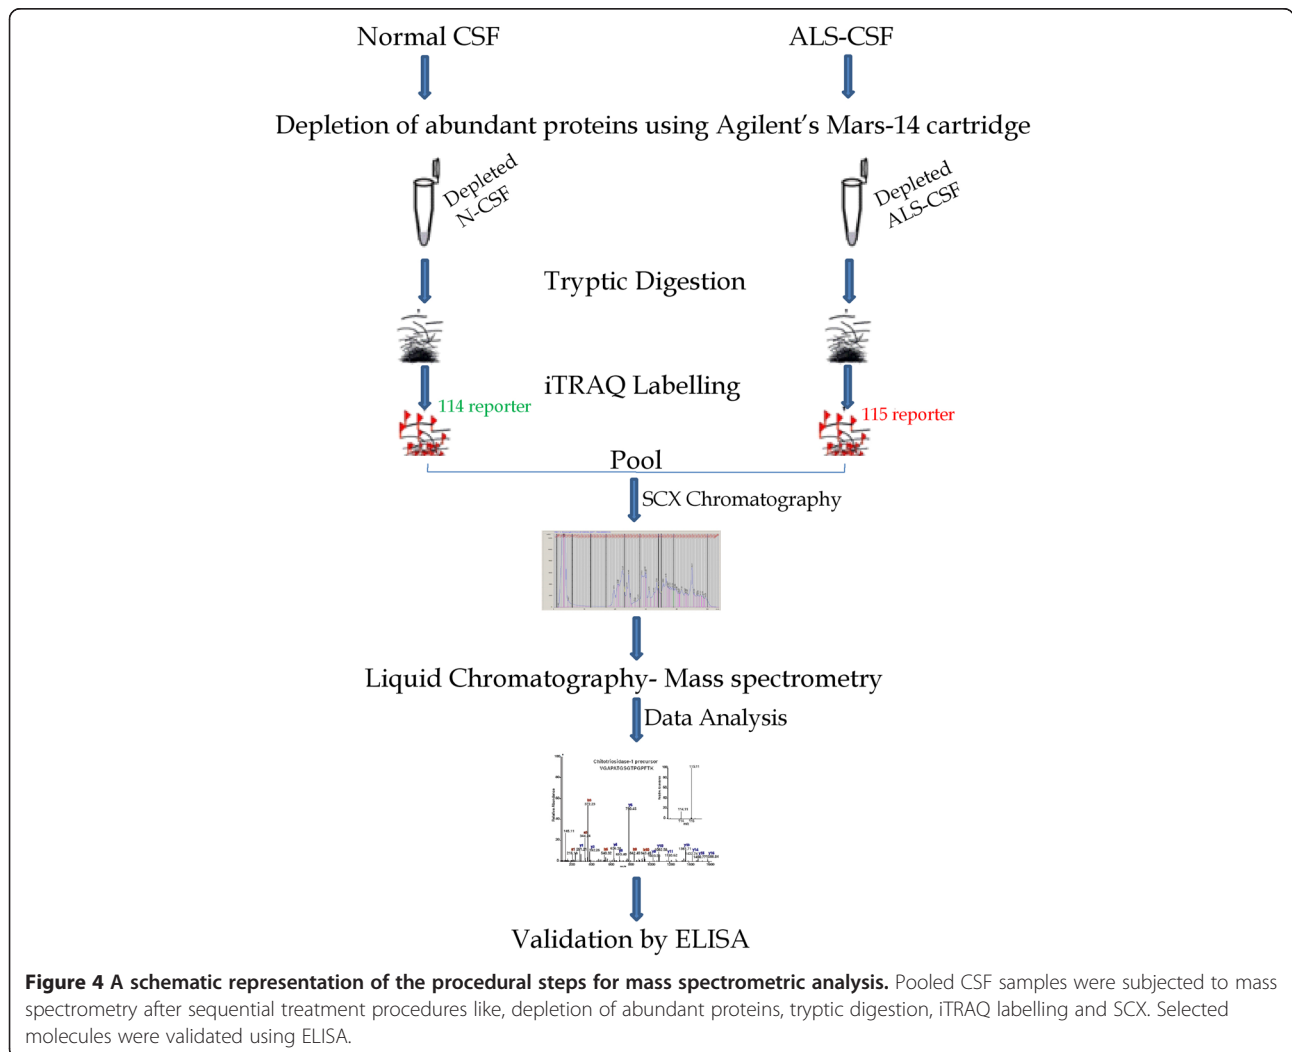 Normal CSF
ALS-CSF
Depletion of abundant proteins using Agilent's Mars-14 cartridge
Depleted
N-CSF
Depleted
ALS-CSF
Tryptic Digestion
iTRAQ Labelling
114 reporter
115 reporter
Pool
SCX Chromatography
Liquid Chromatography- Mass spectrometry
Data Analysis
Chitotriosidase-1 precursor
YGAPATGSGTPGPFTK
Validation by ELISA
Figure 4 A schematic representation of the procedural steps for mass spectrometric analysis. Pooled CSF samples were subjected to mass
spectrometry after sequential treatment procedures like, depletion of abundant proteins, tryptic digestion, iTRAQ labelling and SCX. Selected
molecules were validated using ELISA.